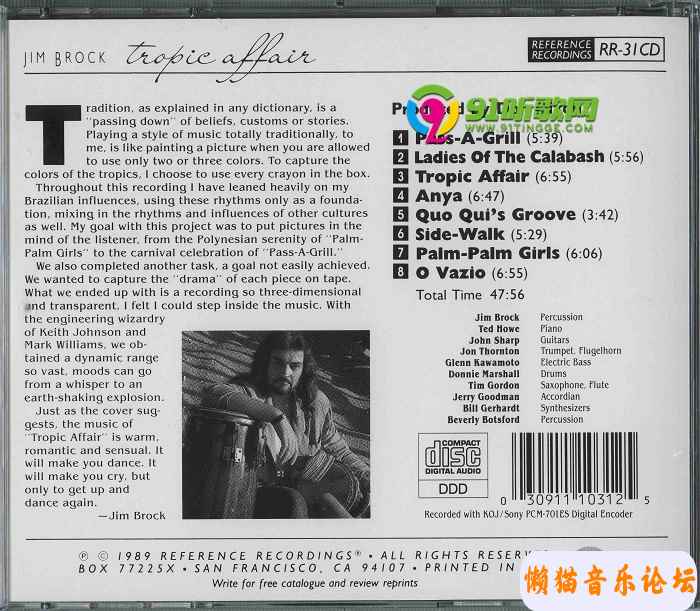 JIM BROCK tropic affair
REFERENCE
RECORDINGS
RR-31CD
Tradition, as explained in any dictionary, is a
"passing down" of beliefs, customs or stories.
Playing a style of music totally traditionally, to
me, is like painting a picture when you are allowed
to use only two or three colors. To capture the
colors of the tropics, I choose to use every crayon in the box.
Throughout this recording I have leaned heavily on my
Brazilian influences, using these rhythms only as a founda-
tion, mixing in the rhythms and influences of other cultures
as well. My goal with this project was to put pictures in the
mind of the listener, from the Polynesian serenity of "Palm-
Palm Girls" to the carnival celebration of "Pass-A-Grill."
We also completed another task, a goal not easily achieved.
We wanted to capture the "drama" of each piece on tape.
What we ended up with is a recording so three-dimensional
and transparent, I felt I could step inside the music. With
the engineering wizardry
of Keith Johnson and
Mark Williams, we ob-
tained a dynamic range
so vast, moods can go
from a whisper to an
earth-shaking explosion.
Just as the cover sug-
gests, the music of
"Tropic Affair" is warm,
romantic and sensual. It
will make you dance. It
will make you cry, but
only to get up and
dance again.
—Jim Brock
91听歌网
WWW.91TINGGE.COM
1 Pass-A-Grill (5:39)
2 Ladies Of The Calabash (5:56)
3 Tropic Affair (6:55)
4 Anya (6:47)
5 Quo Qui's Groove (3:42)
6 Side-Walk (5:29)
7 Palm-Palm Girls (6:06)
8 O Vazio (6:55)
Total Time 47:56
Jim Brock Percussion
Ted Howe Piano
John Sharp Guitars
Jon Thornton Trumpet, Flugelhorn
Glenn Kawamoto Electric Bass
Donnie Marshall Drums
Tim Gordon Saxophone, Flute
Jerry Goodman Accordian
Bill Gerhardt Synthesizers
Beverly Botsford Percussion
COMPACT
disc
DIGITAL AUDIO
DDD
0 30911 10312 5
Recorded with KOJ/Sony PCM-701ES Digital Encoder
℗ © 1989 REFERENCE RECORDINGS® • ALL RIGHTS
BOX 77225X • SAN FRANCISCO, CA 94107 • PRINTED IN
Write for free catalogue and review reprints
懒猫音乐论坛